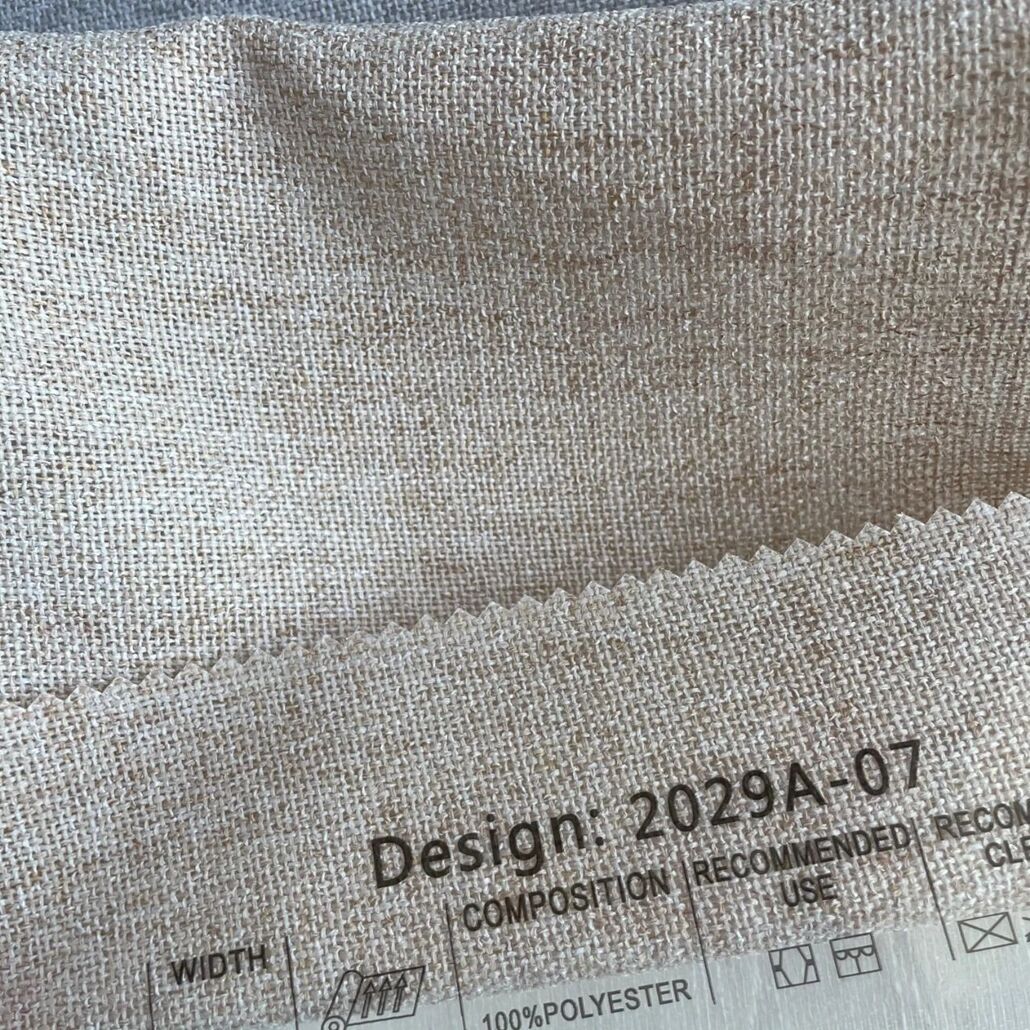 Design: 2029A-07
WIDTH
COMPOSITION
RECOMMENDED
USE
100%POLYESTER